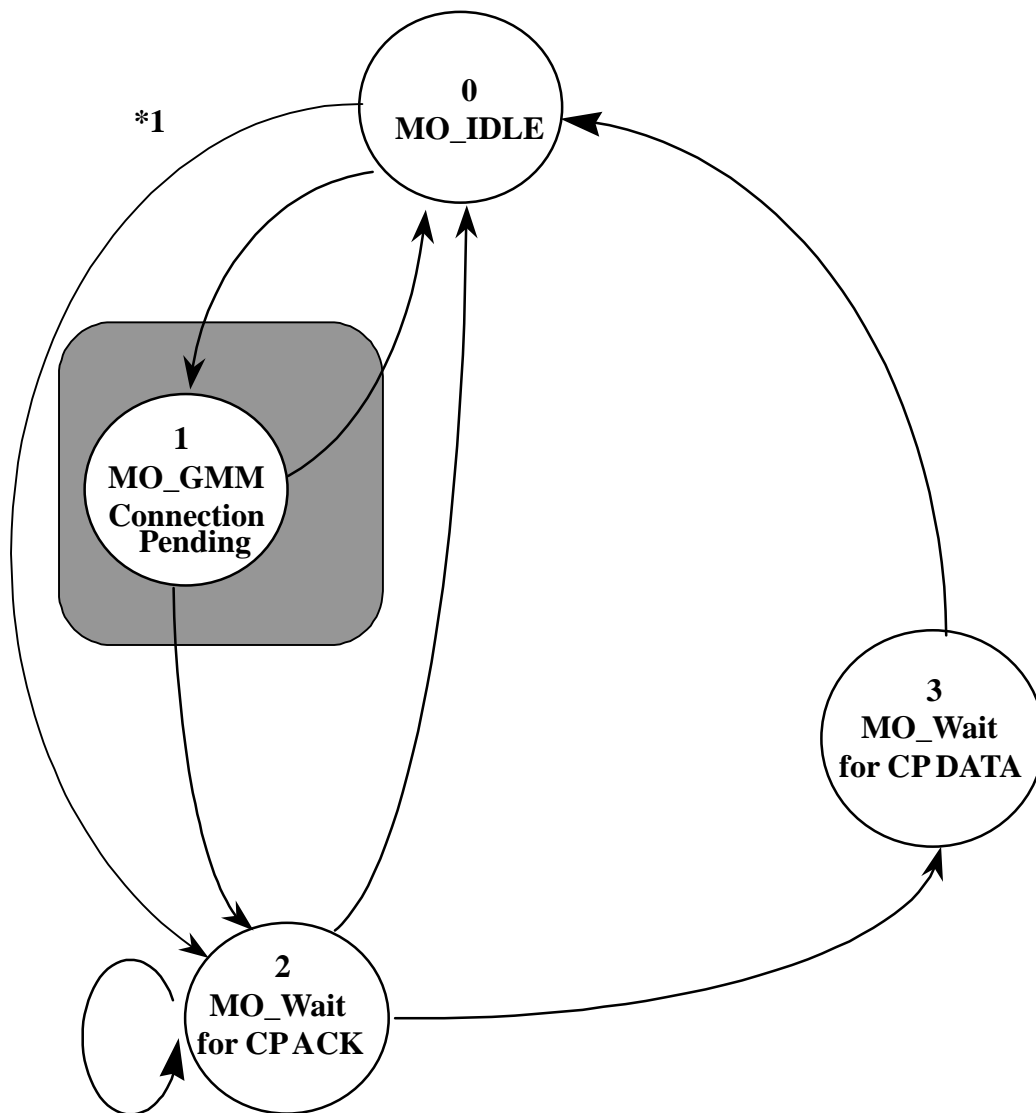 0
MO_IDLE
*1
1
MO_GMM
Connection
Pending
3
MO_Wait
for CP DATA
2
MO_Wait
for CP ACK